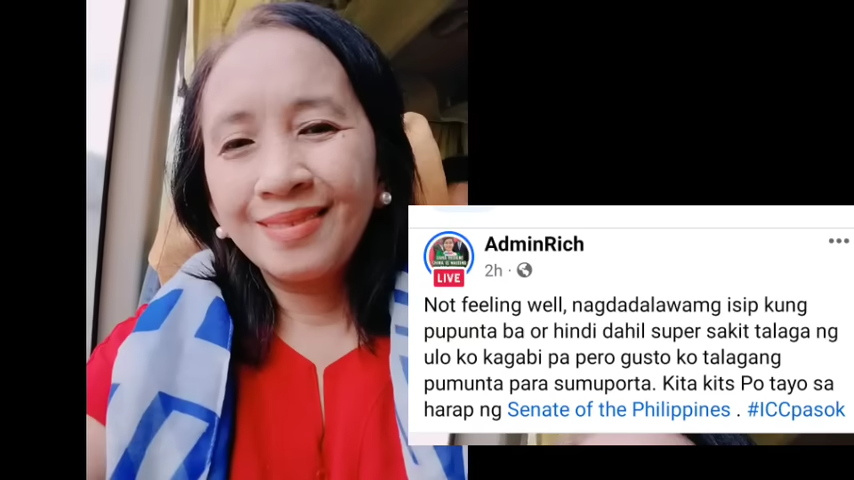 AdminRich
2h
LIVE
Not feeling well, nagdadalawamg isip kung
pupunta ba or hindi dahil super sakit talaga ng
ulo ko kagabi pa pero gusto ko talagang
pumunta para sumuporta. Kita kits Po tayo sa
harap ng Senate of the Philippines . #ICCpasok